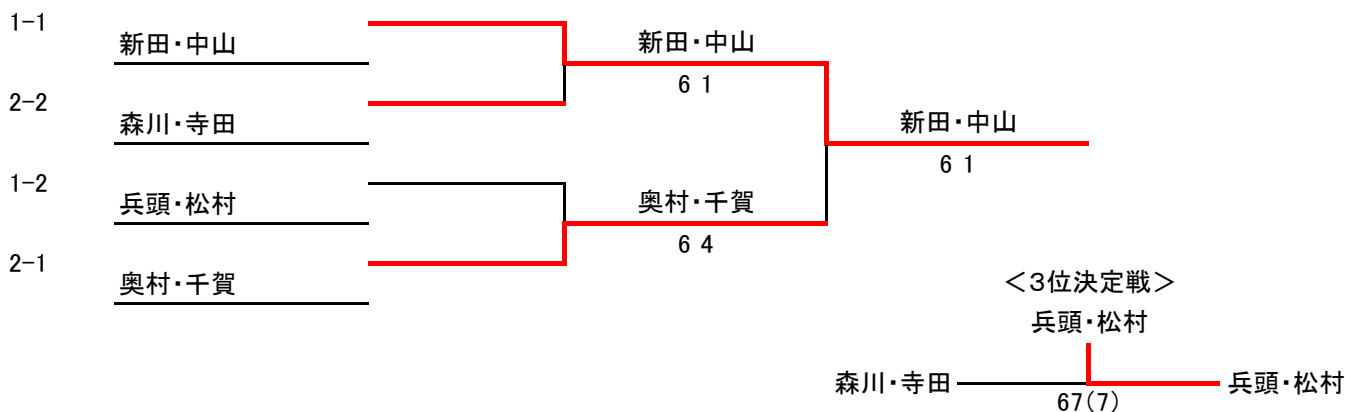 1-1
新田・中山
新田・中山
6 1
2-2
森川・寺田
新田・中山
6 1
1-2
兵頭・松村
奥村・千賀
6 4
2-1
奥村・千賀
＜3位決定戦＞
兵頭・松村
森川・寺田
兵頭・松村
67(7)